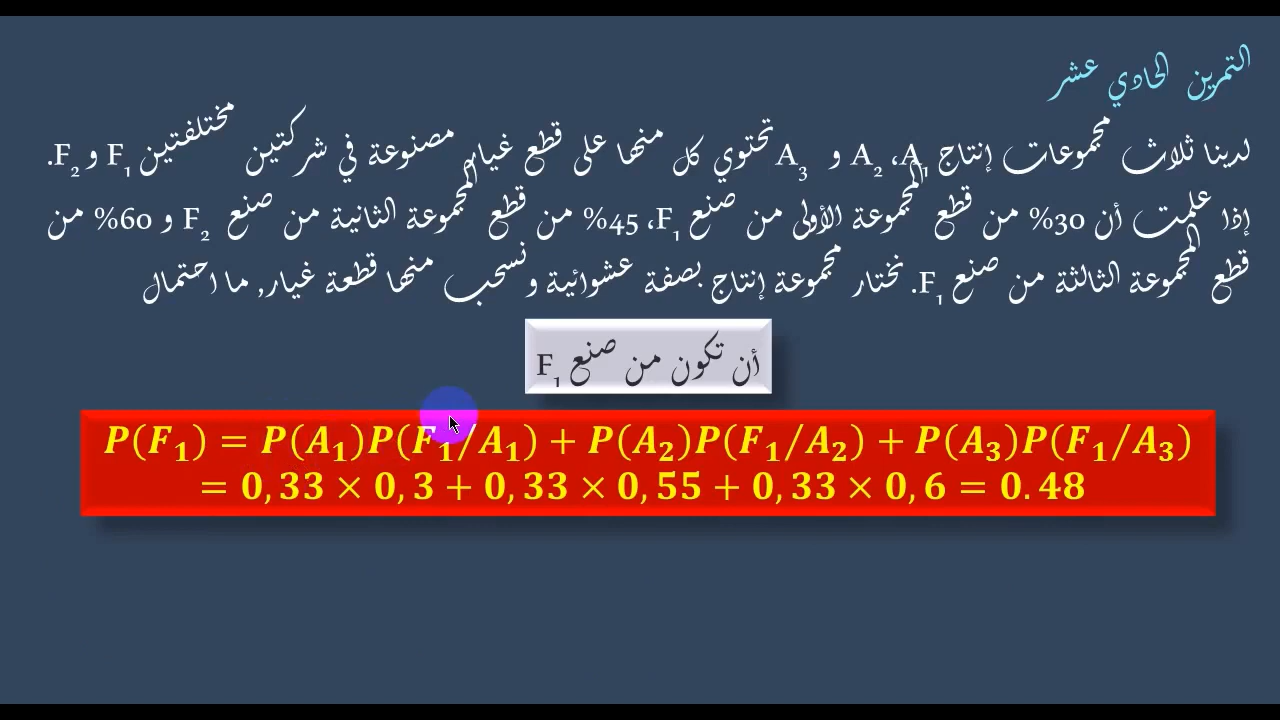 التمرين الحادي عشر
لدينا ثلاث مجموعات إنتاج A₁، A₂ و A₃ تحتوي كل منها على قطع غيار مصنوعة في شركتين مختلفتين F₁ و F₂.
إذا علمت أن 30% من قطع المجموعة الأولى من صنع F₁، 45% من قطع المجموعة الثانية من صنع F₂ و 60% من
قطع المجموعة الثالثة من صنع F₁. نختار مجموعة إنتاج بصفة عشوائية ونسحب منها قطعة غيار, ما احتمال
أن تكون من صنع F₁
P(F₁) = P(A₁)P(F₁/A₁) + P(A₂)P(F₁/A₂) + P(A₃)P(F₁/A₃)
= 0,33 × 0,3 + 0,33 × 0,55 + 0,33 × 0,6 = 0.48